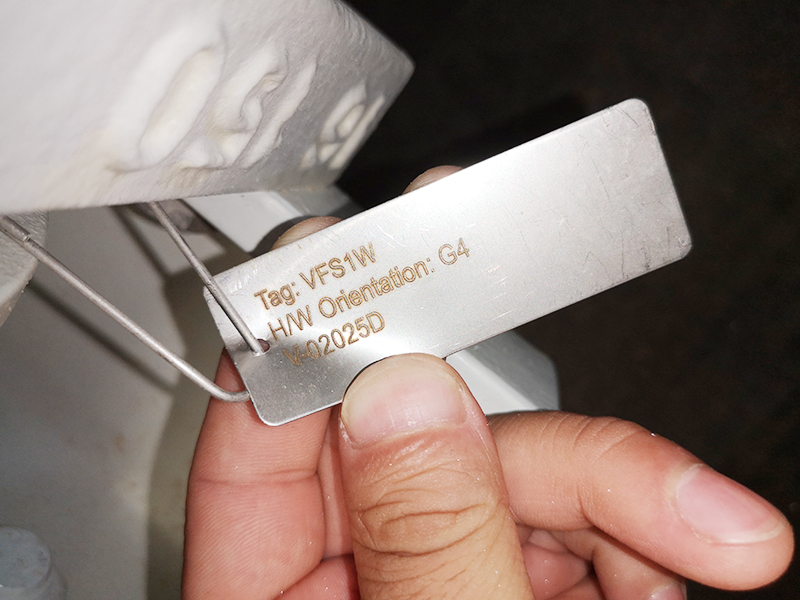 Tag: VFS1W
H/W Orientation: G4
V-02025D